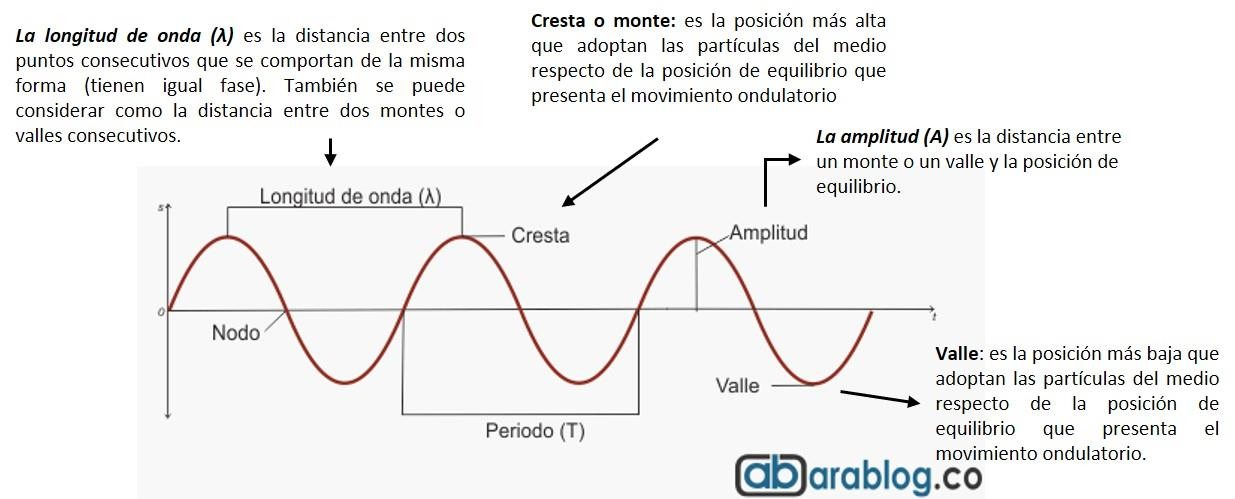 La longitud de onda (λ) es la distancia entre dos
puntos consecutivos que se comportan de la misma
forma (tienen igual fase). También se puede
considerar como la distancia entre dos montes o
valles consecutivos.
Cresta o monte: es la posición más alta
que adoptan las partículas del medio
respecto de la posición de equilibrio que
presenta el movimiento ondulatorio
La amplitud (A) es la distancia entre
un monte o un valle y la posición de
equilibrio.
Longitud de onda (λ)
s
Cresta
Amplitud
0
t
Nodo
Valle
Periodo (T)
Valle: es la posición más baja que
adoptan las partículas del medio
respecto de la posición de
equilibrio que presenta el
movimiento ondulatorio.
abarablog.co